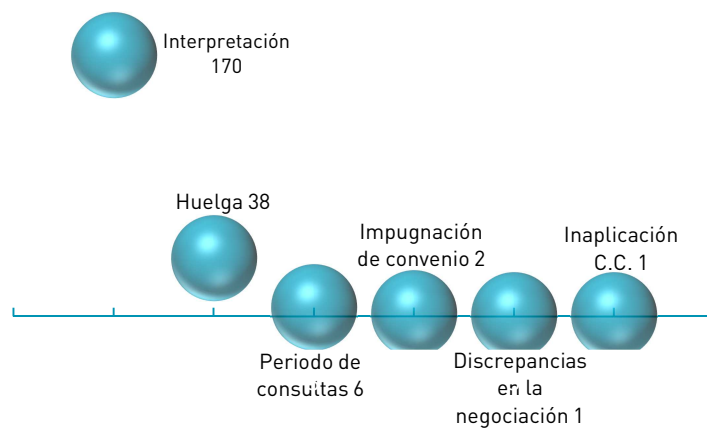 Interpretación
170
Huelga 38
Periodo de
consultas 6
Impugnación
de convenio 2
Discrepancias
en la
negociación 1
Inaplicación
C.C. 1